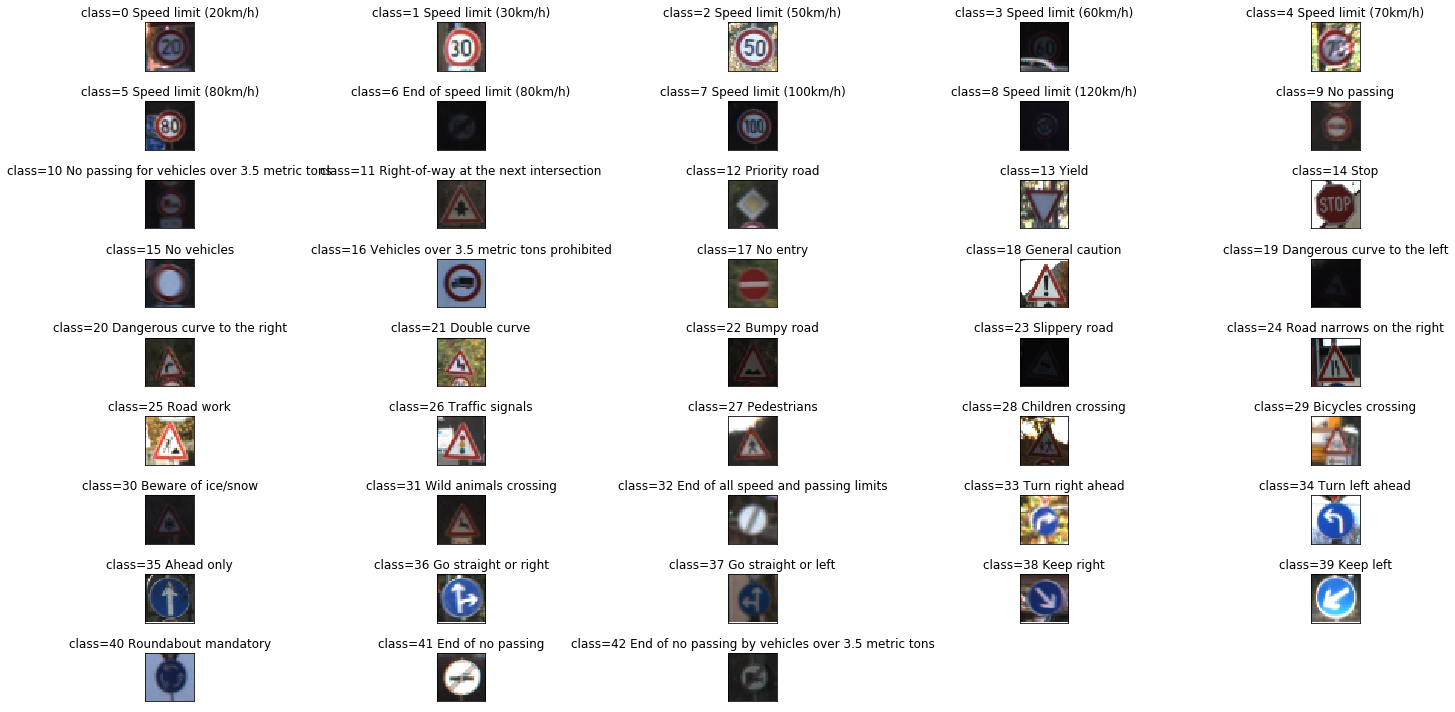 class=0 Speed limit (20km/h)
class=1 Speed limit (30km/h)
class=2 Speed limit (50km/h)
class=3 Speed limit (60km/h)
class=4 Speed limit (70km/h)
20
30
50
60
70
class=5 Speed limit (80km/h)
class=6 End of speed limit (80km/h)
class=7 Speed limit (100km/h)
class=8 Speed limit (120km/h)
class=9 No passing
80
100
class=10 No passing for vehicles over 3.5 metric tons
class=11 Right-of-way at the next intersection
class=12 Priority road
class=13 Yield
class=14 Stop
STOP
class=15 No vehicles
class=16 Vehicles over 3.5 metric tons prohibited
class=17 No entry
class=18 General caution
class=19 Dangerous curve to the left
class=20 Dangerous curve to the right
class=21 Double curve
class=22 Bumpy road
class=23 Slippery road
class=24 Road narrows on the right
class=25 Road work
class=26 Traffic signals
class=27 Pedestrians
class=28 Children crossing
class=29 Bicycles crossing
class=30 Beware of ice/snow
class=31 Wild animals crossing
class=32 End of all speed and passing limits
class=33 Turn right ahead
class=34 Turn left ahead
class=35 Ahead only
class=36 Go straight or right
class=37 Go straight or left
class=38 Keep right
class=39 Keep left
class=40 Roundabout mandatory
class=41 End of no passing
class=42 End of no passing by vehicles over 3.5 metric tons